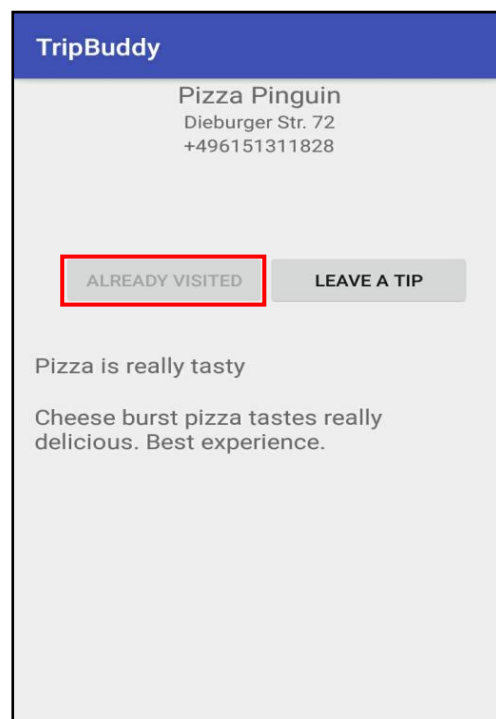 TripBuddy
Pizza Pinguin
Dieburger Str. 72
+496151311828
ALREADY VISITED LEAVE A TIP
Pizza is really tasty
Cheese burst pizza tastes really
delicious. Best experience.